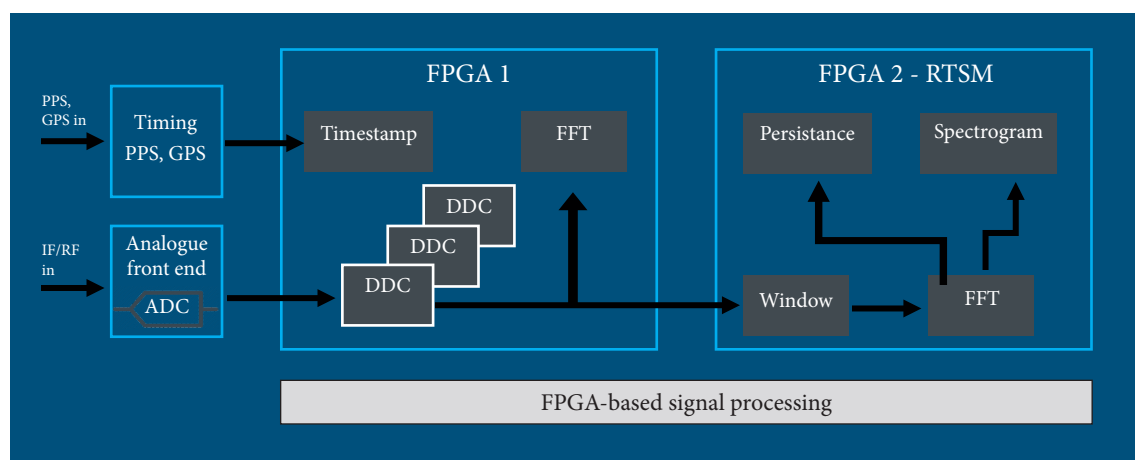 FPGA 1
FPGA 2 - RTSM
PPS,
GPS in
Timing
PPS, GPS
Timestamp
FFT
Persistance
Spectrogram
DDC
DDC
DDC
IF/RF
in
Analogue
front end
ADC
Window
FFT
FPGA-based signal processing